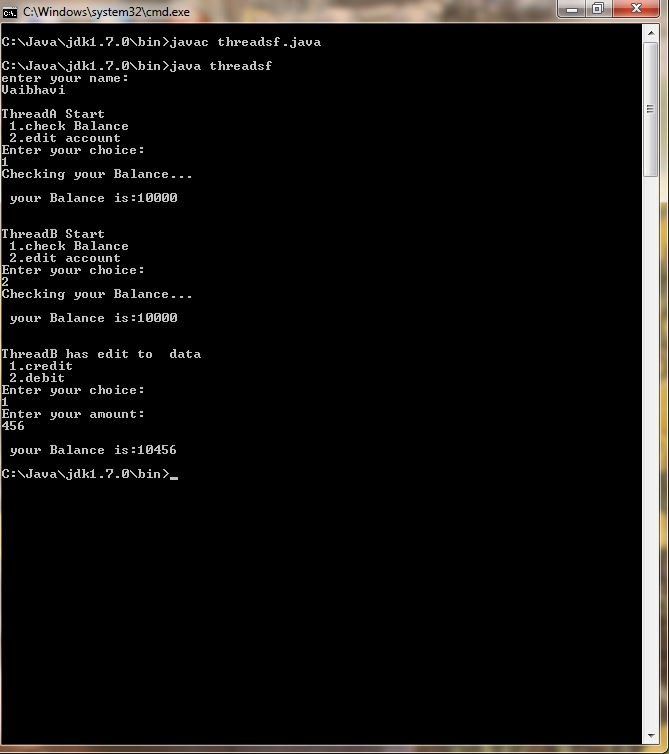 C:\Windows\system32\cmd.exe
C:\Java\jdk1.7.0\bin>javac threadsf.java
C:\Java\jdk1.7.0\bin>java threadsf
enter your name:
Vaibhavi
ThreadA Start
1.check Balance
2.edit account
Enter your choice:
1
Checking your Balance...
your Balance is:10000
ThreadB Start
1.check Balance
2.edit account
Enter your choice:
2
Checking your Balance...
your Balance is:10000
ThreadB has edit to  data
1.credit
2.debit
Enter your choice:
1
Enter your amount:
456
your Balance is:10456
C:\Java\jdk1.7.0\bin>_